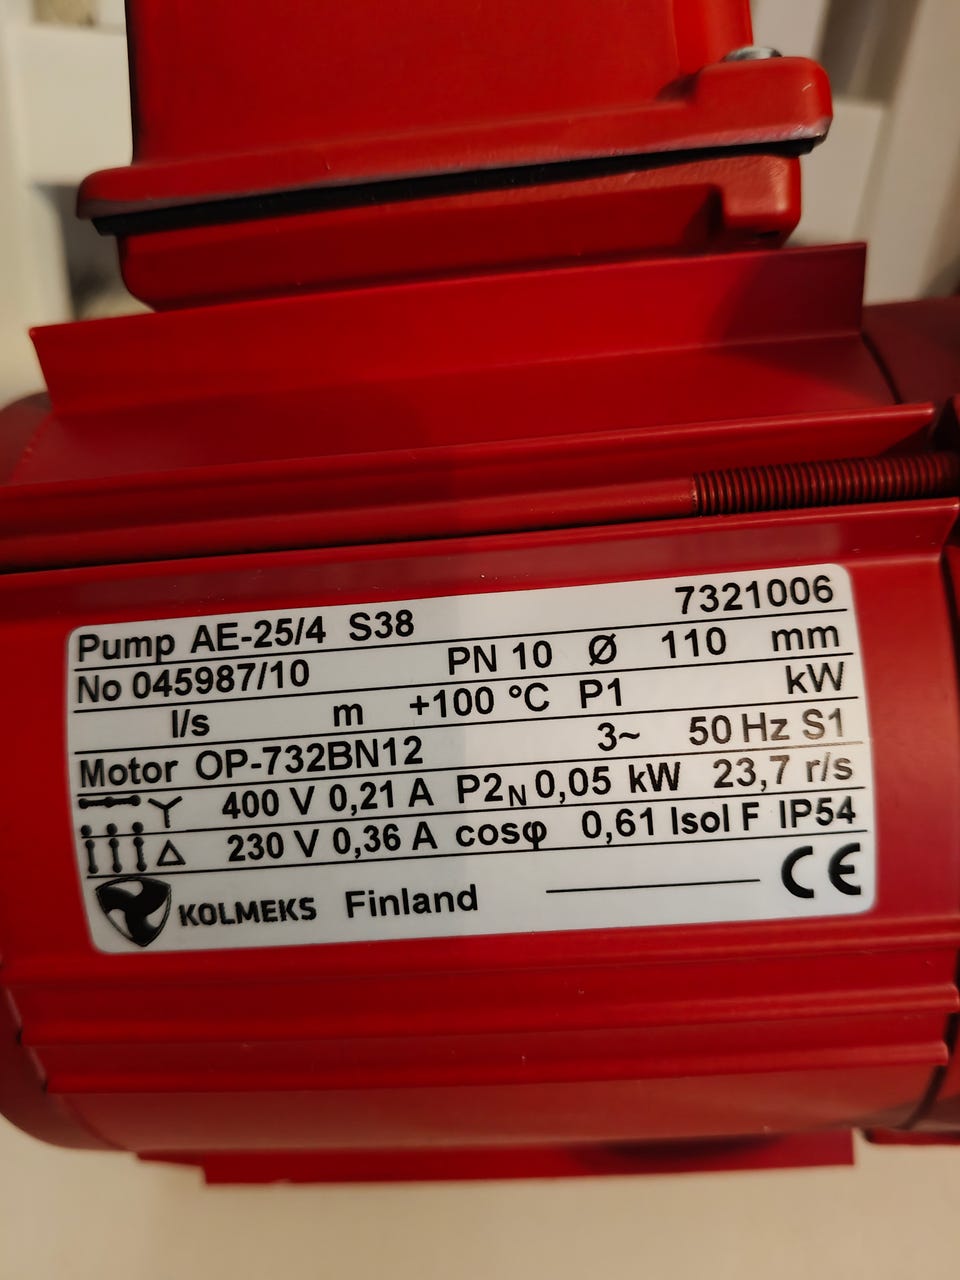 Pump AE-25/4 S38 7321006
No 045987/10 PN 10 Ø 110 mm
l/s m +100 °C P1 kW
Motor OP-732BN12 3~ 50 Hz S1
400 V 0,21 A P2N 0,05 kW 23,7 r/s
230 V 0,36 A cosφ 0,61 Isol F IP54
KOLMEKS Finland CE